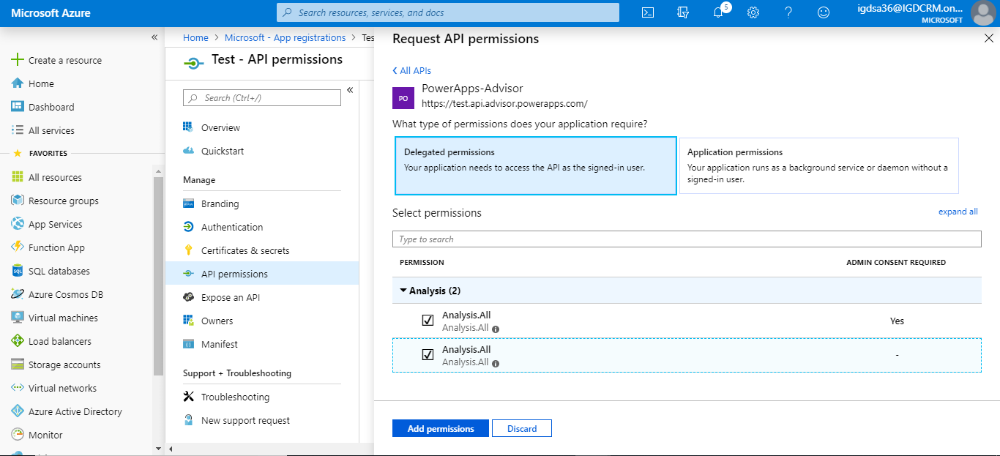 Microsoft Azure
Search resources, services, and docs
5
igdsa36@IGDCRM.on...
MICROSOFT
«
Create a resource
Home
Dashboard
All services
FAVORITES
All resources
Resource groups
App Services
Function App
SQL databases
Azure Cosmos DB
Virtual machines
Load balancers
Storage accounts
Virtual networks
Azure Active Directory
Monitor
Home > Microsoft - App registrations > Tes
Test - API permissions
Search (Ctrl+/)
«
Overview
Quickstart
Manage
Branding
Authentication
Certificates & secrets
API permissions
Expose an API
Owners
Manifest
Support + Troubleshooting
Troubleshooting
New support request
Request API permissions
All APIs
PO
PowerApps-Advisor
https://test.api.advisor.powerapps.com/
What type of permissions does your application require?
Delegated permissions
Your application needs to access the API as the signed-in user.
Application permissions
Your application runs as a background service or daemon without a
signed-in user.
Select permissions
expand all
Type to search
PERMISSION ADMIN CONSENT REQUIRED
Analysis (2)
Analysis.All
Analysis.All
Yes
Analysis.All
Analysis.All
-
Add permissions
Discard